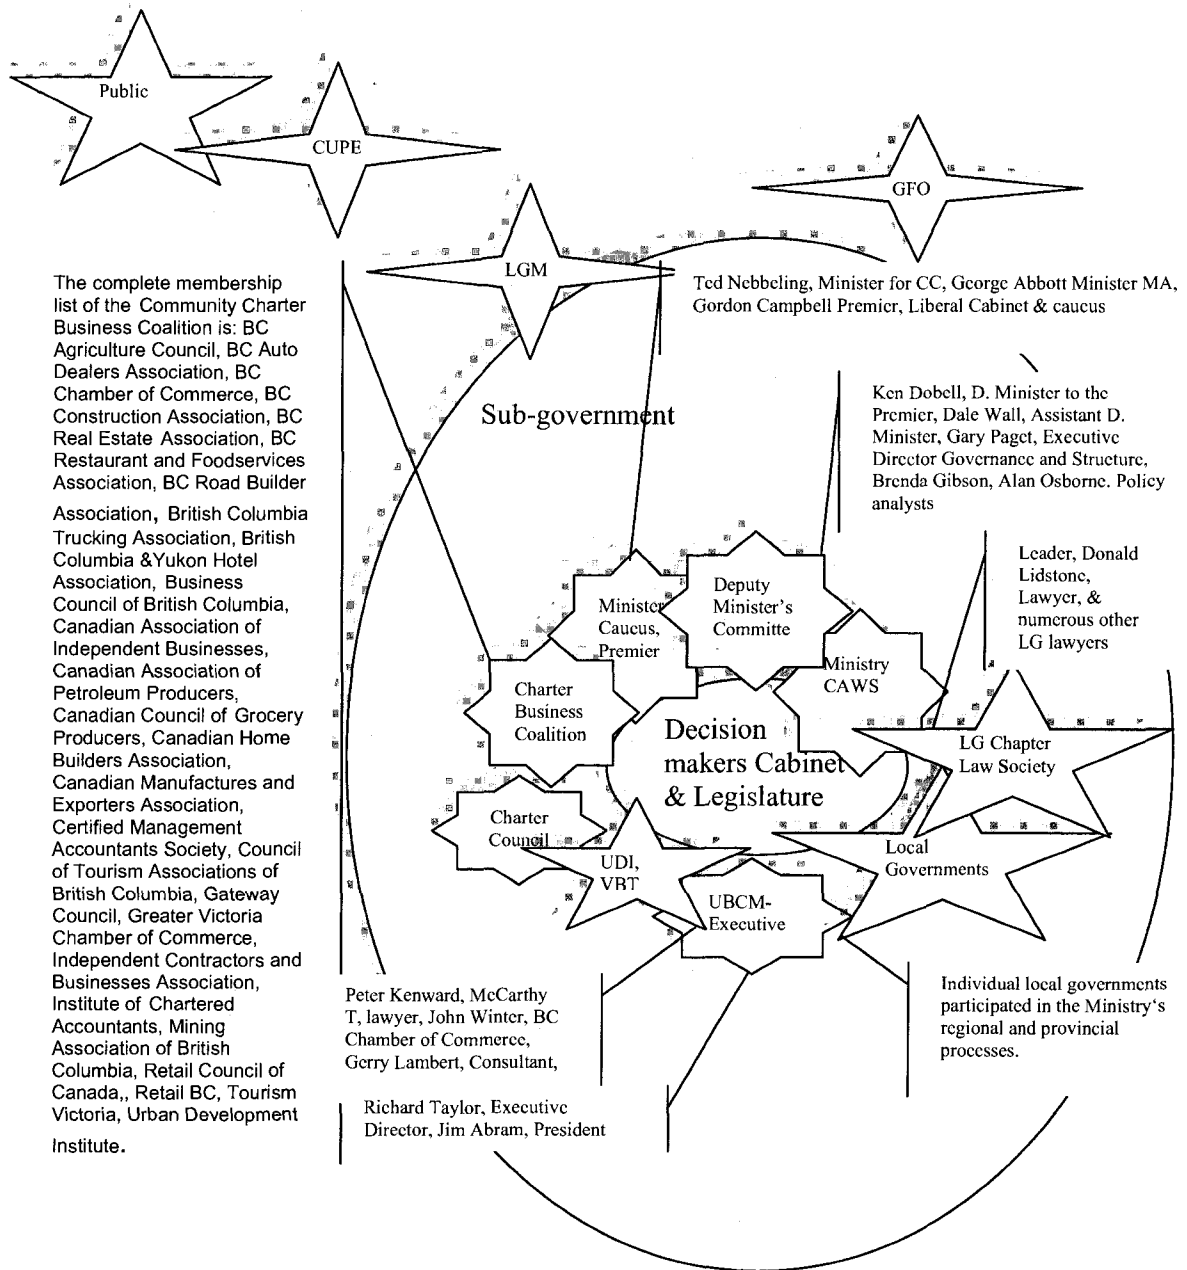 Public
CUPE
GFO
LGM
The complete membership
list of the Community Charter
Business Coalition is: BC
Agriculture Council, BC Auto
Dealers Association, BC
Chamber of Commerce, BC
Construction Association, BC
Real Estate Association, BC
Restaurant and Foodservices
Association, BC Road Builder
Association, British Columbia
Trucking Association, British
Columbia &Yukon Hotel
Association, Business
Council of British Columbia,
Canadian Association of
Independent Businesses,
Canadian Association of
Petroleum Producers,
Canadian Council of Grocery
Producers, Canadian Home
Builders Association,
Canadian Manufactures and
Exporters Association,
Certified Management
Accountants Society, Council
of Tourism Associations of
British Columbia, Gateway
Council, Greater Victoria
Chamber of Commerce,
Independent Contractors and
Businesses Association,
Institute of Chartered
Accountants, Mining
Association of British
Columbia, Retail Council of
Canada,, Retail BC, Tourism
Victoria, Urban Development
Institute.
Ted Nebbeling, Minister for CC, George Abbott Minister MA,
Gordon Campbell Premier, Liberal Cabinet & caucus
Sub-government
Ken Dobell, D. Minister to the
Premier, Dale Wall, Assistant D.
Minister, Gary Paget, Executive
Director Governance and Structure,
Brenda Gibson, Alan Osborne. Policy
analysts
Leader, Donald
Lidstone,
Lawyer, &
numerous other
LG lawyers
Minister
Caucus,
Premier
Deputy
Minister's
Committe
Ministry
CAWS
Charter
Business
Coalition
Decision
makers Cabinet
& Legislature
LG Chapter
Law Society
Charter
Council
UDI,
VBT
Local
Governments
UBCM-
Executive
Peter Kenward, McCarthy
T, lawyer, John Winter, BC
Chamber of Commerce,
Gerry Lambert, Consultant,
Individual local governments
participated in the Ministry's
regional and provincial
processes.
Richard Taylor, Executive
Director, Jim Abram, President